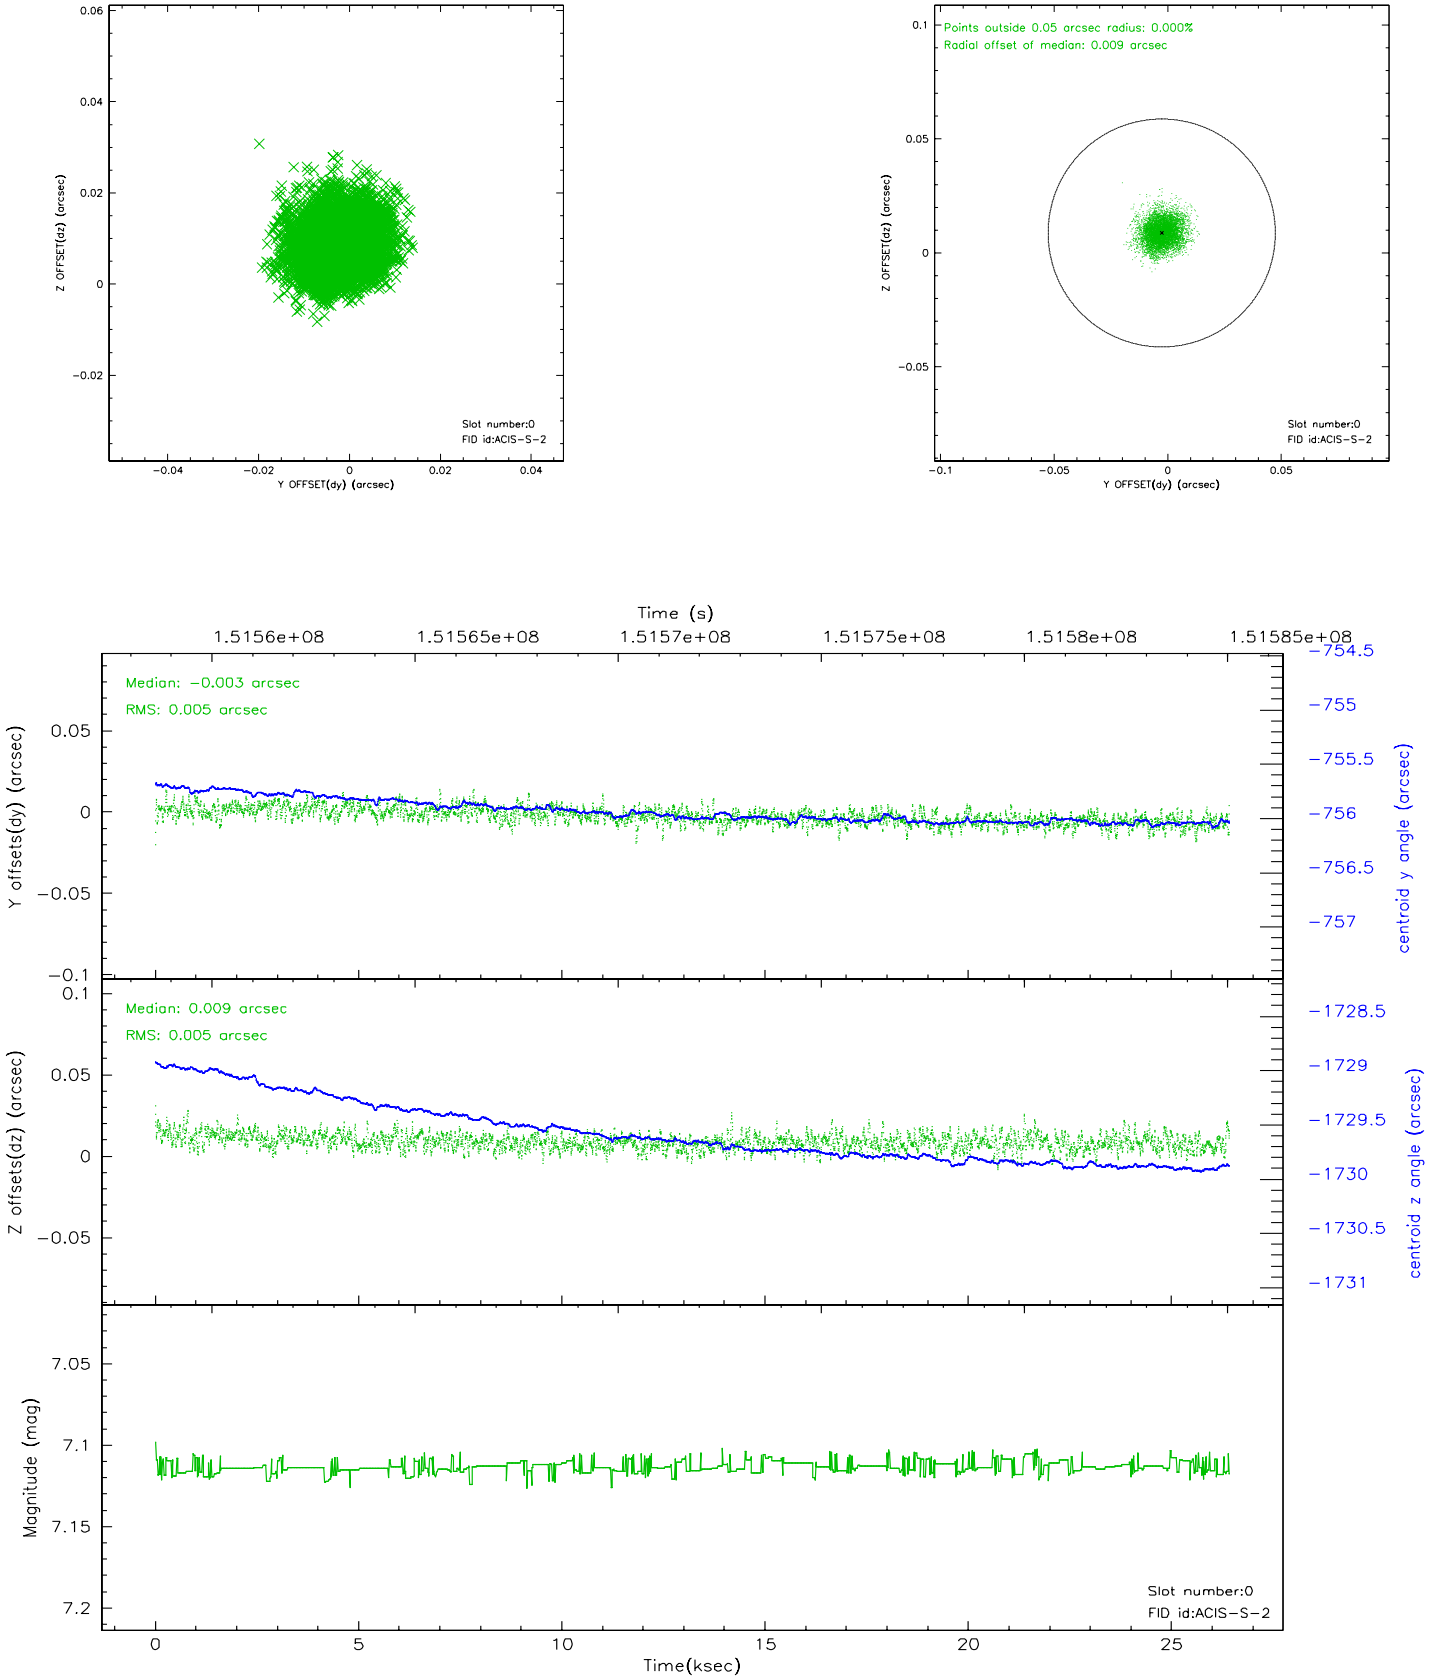 0.06
0.04
0.02
0
−0.02
Z OFFSET(dz) (arcsec)
Slot number:0
FID id:ACIS−S−2
−0.04 −0.02 0 0.02 0.04
Y OFFSET(dy) (arcsec)
Points outside 0.05 arcsec radius: 0.000%
Radial offset of median: 0.009 arcsec
0.1
0.05
0
−0.05
Z OFFSET(dz) (arcsec)
Slot number:0
FID id:ACIS−S−2
−0.1 −0.05 0 0.05
Y OFFSET(dy) (arcsec)
Time (s)
1.5156e+08 1.51565e+08 1.5157e+08 1.51575e+08 1.5158e+08 1.51585e+08
Median: −0.003 arcsec
RMS: 0.005 arcsec
0.05
0
−0.05
−0.1
Y offsets(dy) (arcsec)
−754.5
−755
−755.5
−756
−756.5
−757
centroid y angle (arcsec)
Median: 0.009 arcsec
RMS: 0.005 arcsec
0.1
0.05
0
−0.05
Z offsets(dz) (arcsec)
−1728.5
−1729
−1729.5
−1730
−1730.5
−1731
centroid z angle (arcsec)
7.05
7.1
7.15
7.2
Magnitude (mag)
Slot number:0
FID id:ACIS−S−2
0 5 10 15 20 25
Time(ksec)